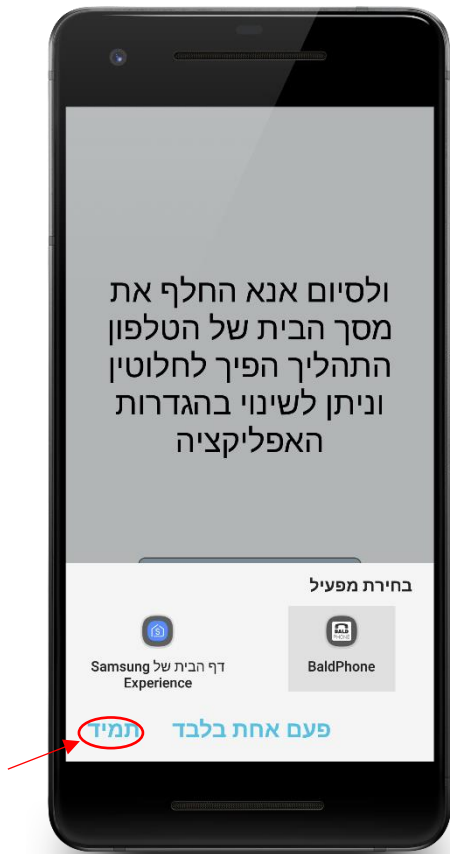 ולסיום אנא החלף את
מסך הבית של הטלפון
התהליך הפיך לחלוטין
וניתן לשינוי בהגדרות
האפליקציה
בחירת מפעיל
BALD
PHONE
BaldPhone
דף הבית של Samsung
Experience
פעם אחת בלבד
תמיד